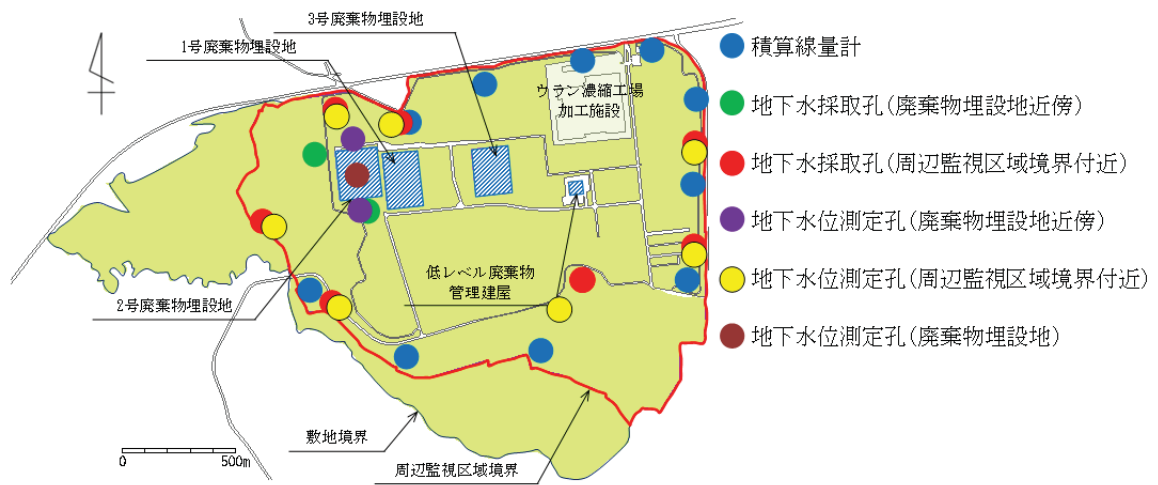 3号廃棄物埋設地
1号廃棄物埋設地
ウラン濃縮工場
加工施設
低レベル廃棄物
管理建屋
2号廃棄物埋設地
敷地境界
周辺監視区域境界
0
500m
積算線量計
地下水採取孔(廃棄物埋設地近傍)
地下水採取孔(周辺監視区域境界付近)
地下水位測定孔(廃棄物埋設地近傍)
地下水位測定孔(周辺監視区域境界付近)
地下水位測定孔(廃棄物埋設地)